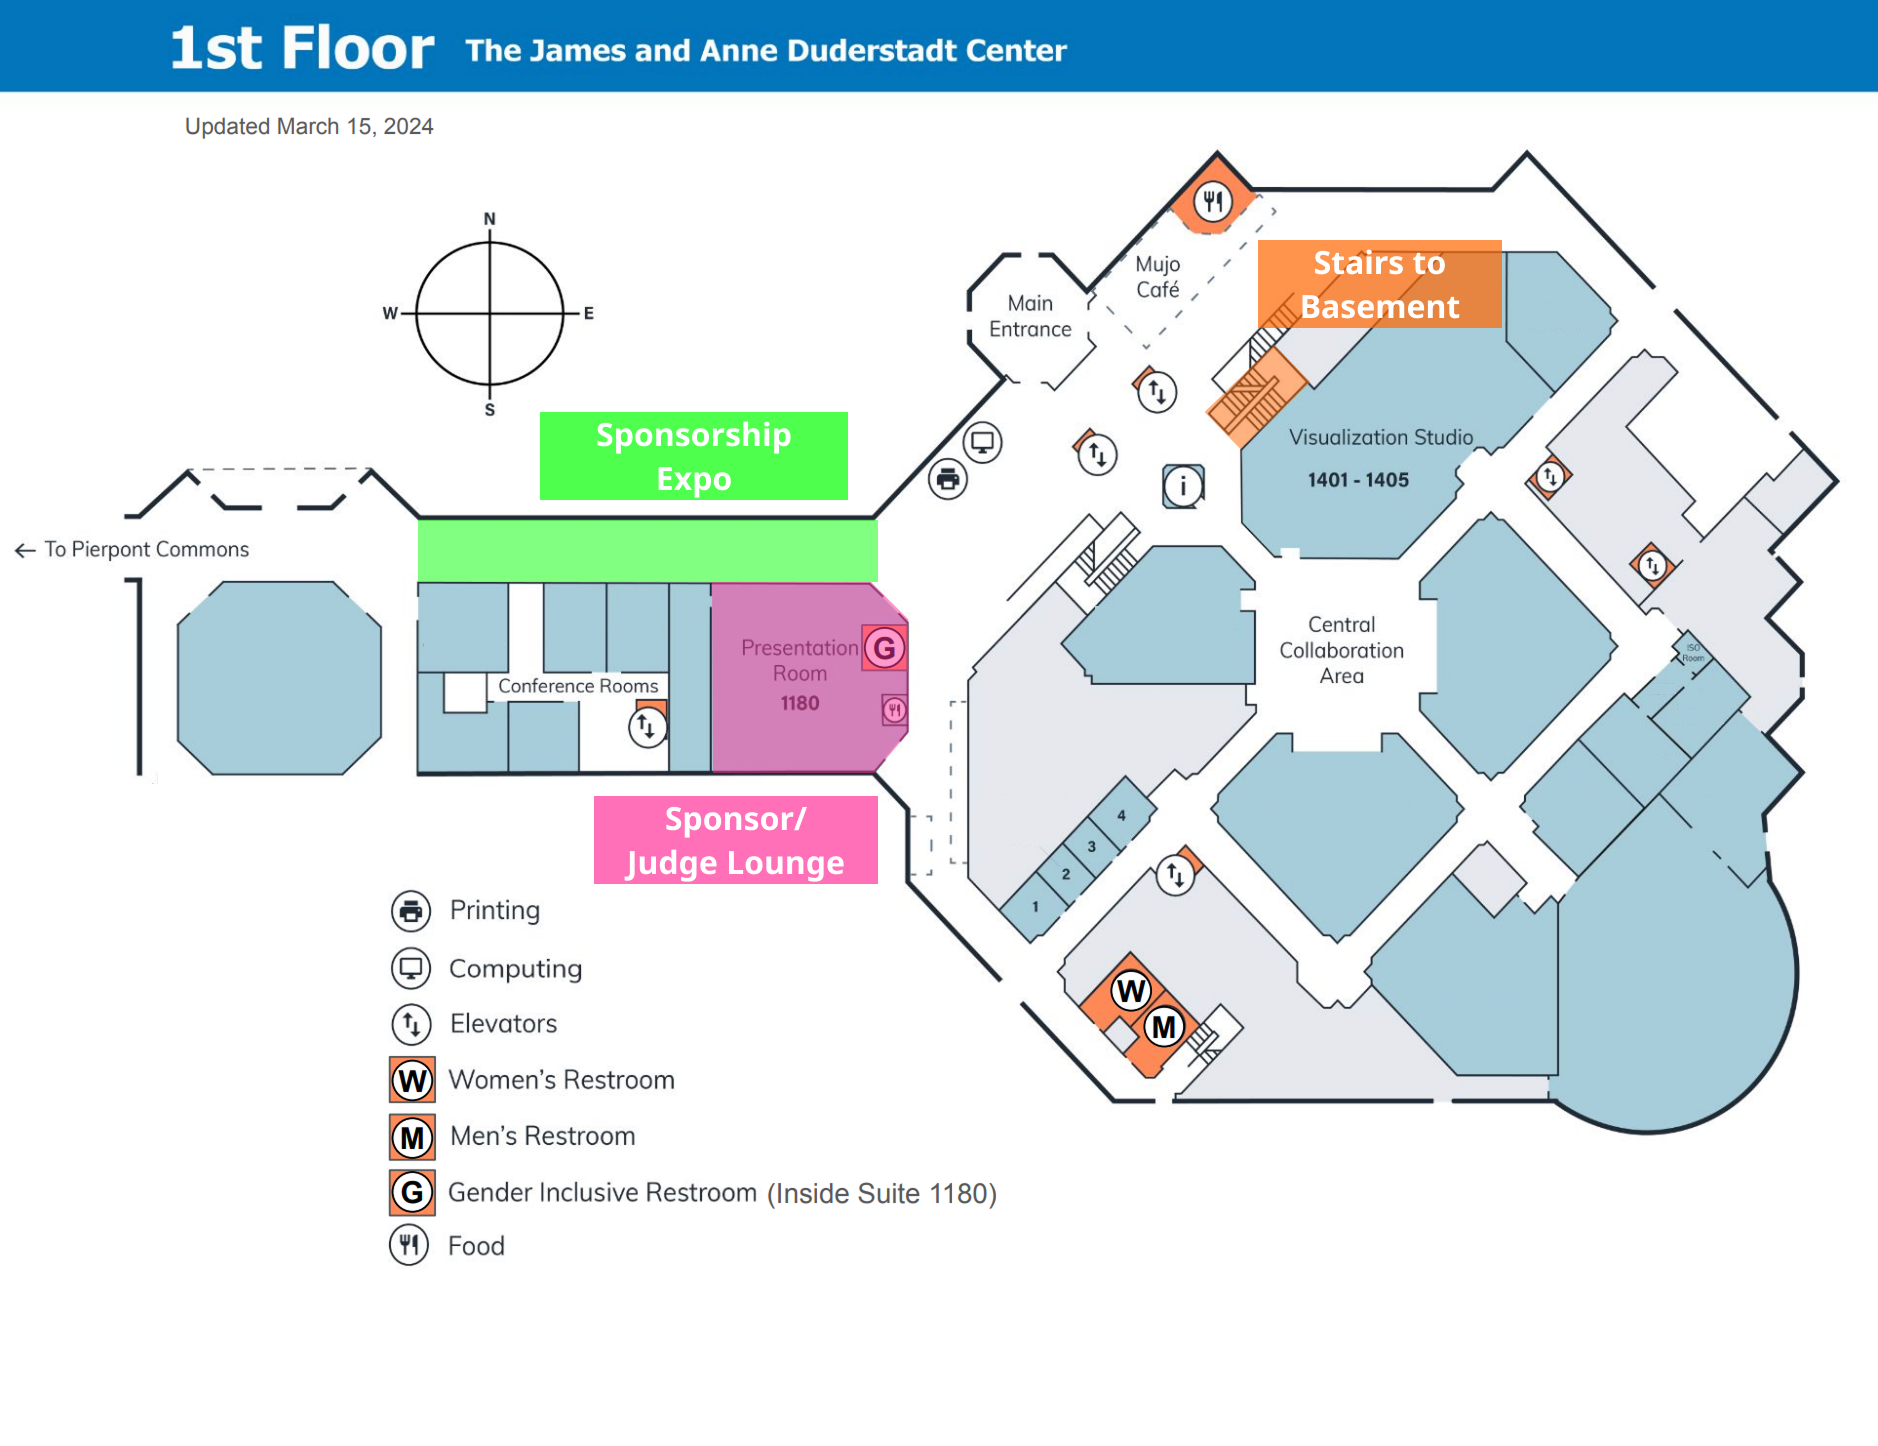 1st Floor The James and Anne Duderstadt Center
Updated March 15, 2024
N
W
E
S
Mujo
Café
Main
Entrance
Stairs to
Basement
Sponsorship
Expo
Visualization Studio
1401 - 1405
i
← To Pierpont Commons
Central
Collaboration
Area
ISO
Room
Presentation
Room
1180
G
Conference Rooms
Sponsor/
Judge Lounge
4
3
2
1
W
M
Printing
Computing
Elevators
W Women's Restroom
M Men's Restroom
G Gender Inclusive Restroom (Inside Suite 1180)
Food